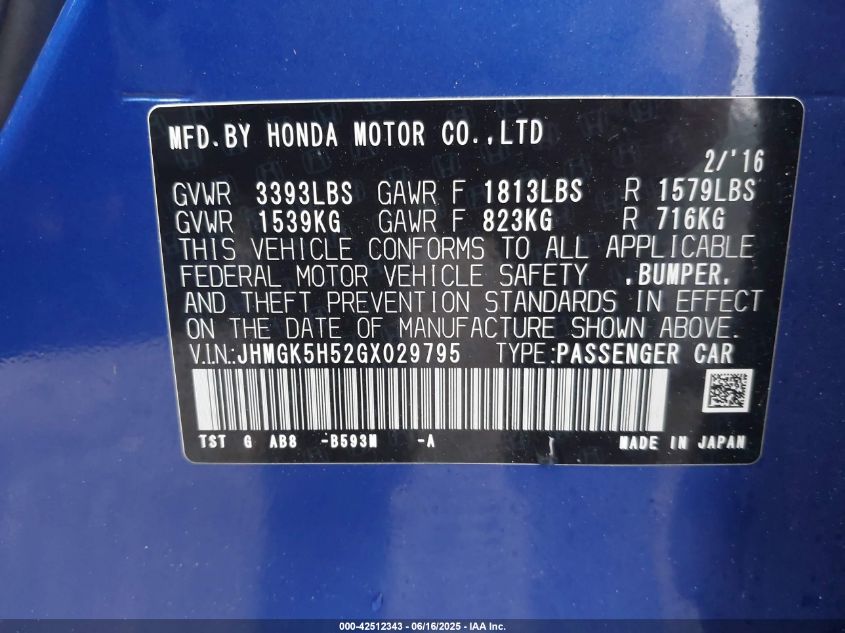 MFD.BY HONDA MOTOR CO.,LTD
2/'16
GVWR 3393LBS GAWR F 1813LBS R 1579LBS
GVWR 1539KG GAWR F 823KG R 716KG
THIS VEHICLE CONFORMS TO ALL APPLICABLE
FEDERAL MOTOR VEHICLE SAFETY ,BUMPER,
AND THEFT PREVENTION STANDARDS IN EFFECT
ON THE DATE OF MANUFACTURE SHOWN ABOVE.
V.I.N.:JHMGK5H52GX029795 TYPE:PASSENGER CAR
TST G AB8 -B593M -A MADE IN JAPAN
000-42512343 - 06/16/2025 - IAA Inc.